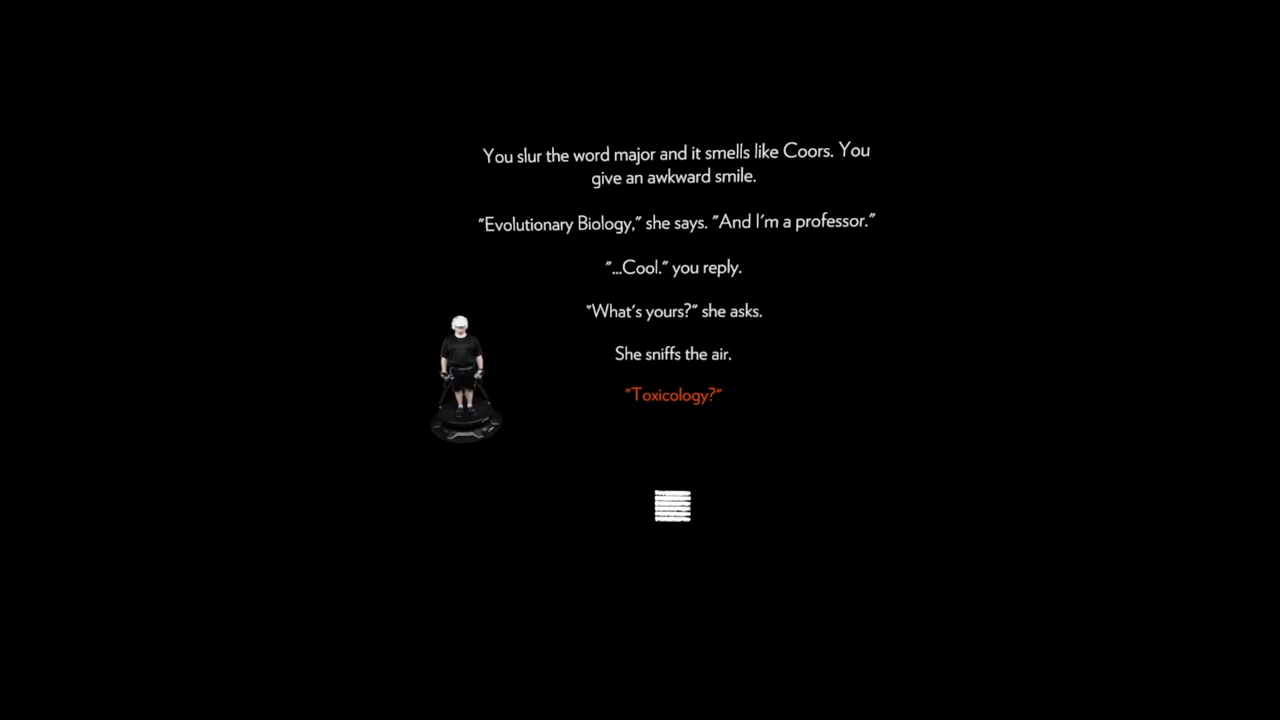 You slur the word major and it smells like Coors. You
give an awkward smile.
"Evolutionary Biology," she says. "And I'm a professor."
"...Cool." you reply.
"What's yours?" she asks.
She sniffs the air.
"Toxicology?"